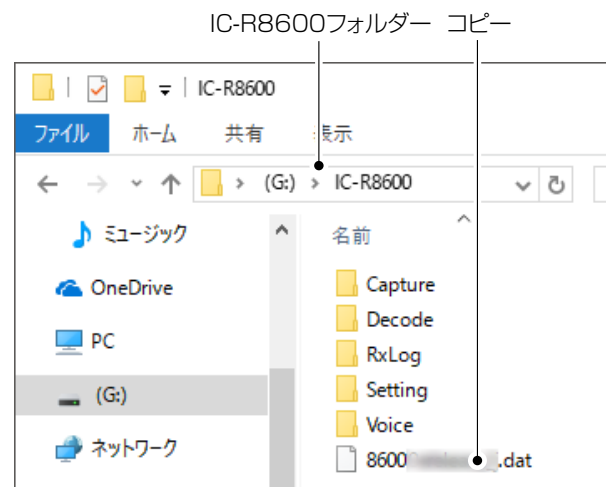 IC-R8600フォルダー コピー
IC-R8600
ファイル ホーム 共有 表示
(G:) > IC-R8600
ミュージック
名前
OneDrive
Capture
Decode
PC
RxLog
(G:)
Setting
Voice
ネットワーク
8600 .dat